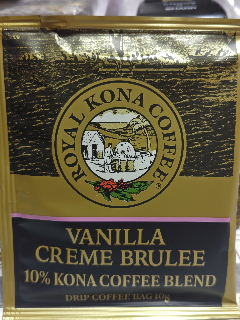 ROYAL KONA COFFEE
®
VANILLA
CREME BRULEE
10% KONA COFFEE BLEND
DRIP COFFEE BAG 10g